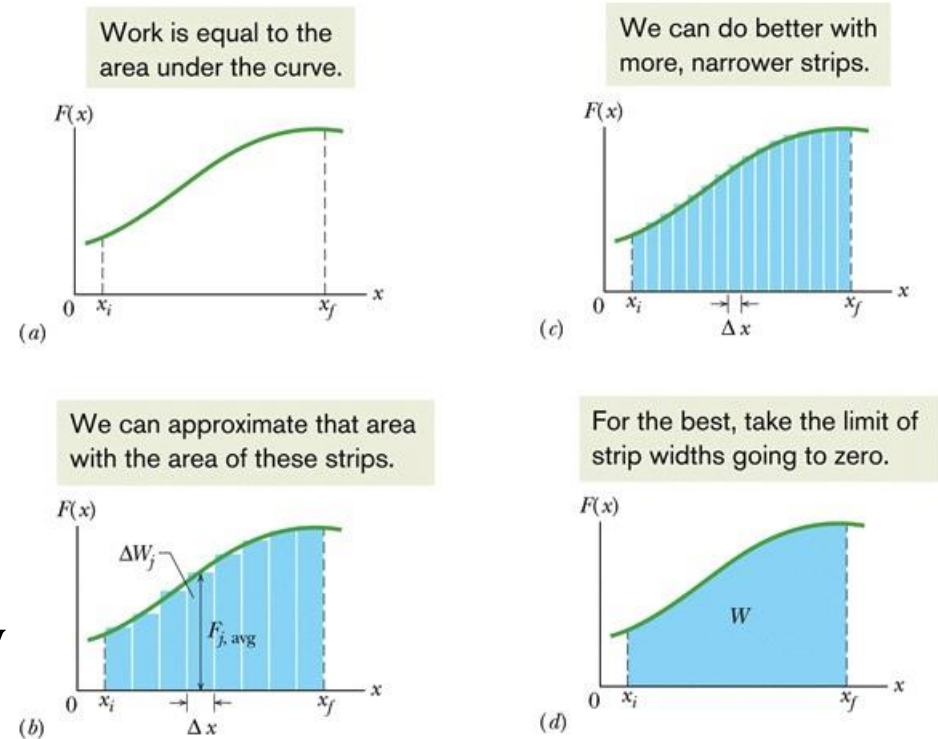 Work is equal to the
area under the curve.
F(x)
0
x_i
x_f
x
(a)
We can do better with
more, narrower strips.
F(x)
0
x_i
x_f
x
Δx
(c)
We can approximate that area
with the area of these strips.
F(x)
ΔW_j
F_j, avg
0
x_i
x_f
x
Δx
(b)
For the best, take the limit of
strip widths going to zero.
F(x)
W
0
x_i
x_f
x
(d)